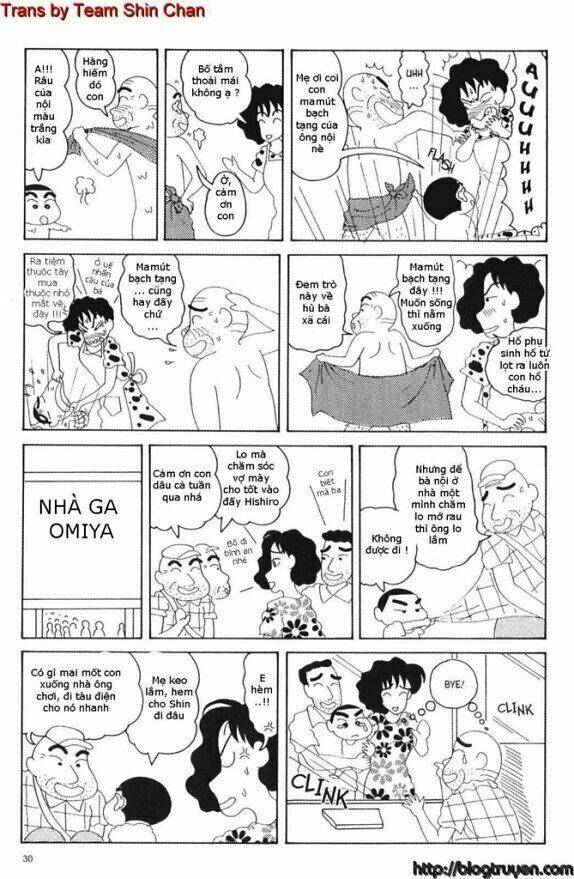 Trans by Team Shin Chan
A!!!
Râu
của
nội
màu
trắng
kìa
Hàng
hiếm đó
con
Bố tắm
thoải mái
không ạ ?
Ờ,
cảm ơn
con
Mẹ ơi coi
con
mamút
bạch
tạng của
ông nội
nè
UHH
...
FLASH
AUUUUHHHH
Ra tiệm
thuốc tây
mua
thuốc nhỏ
mắt về
đây !!!
Mamút
bạch tạng
... cũng
hay đấy
chứ
...
Đem trò
này về
hù bà
xã cái
Mamút
bạch tạng
đây !!!
Muốn sống
thì nằm
xuống
Hổ phụ
sinh hổ tử
lọt ra luôn
con hổ
cháu...
NHÀ GA
OMIYA
Cảm ơn con
dâu cả tuần
qua nhá
Lo mà
chăm sóc
vợ mày
cho tốt vào
đấy Hishiro
Bố đi
bình an
nhé
Con
biết
mà ba
Nhưng để
bà nội ở
nhà một
mình chăm lo
mớ rau thì ông lo
lắm
Không
được đi !
Có gì mai mốt con
xuống nhà ông
chơi, đi tàu điện
cho nó nhanh
Mẹ keo
lắm, hem
cho Shin
đi đâu
E
hèm
..!!
BYE!
CLINK
CLINK
30
http://blogtruyen.com